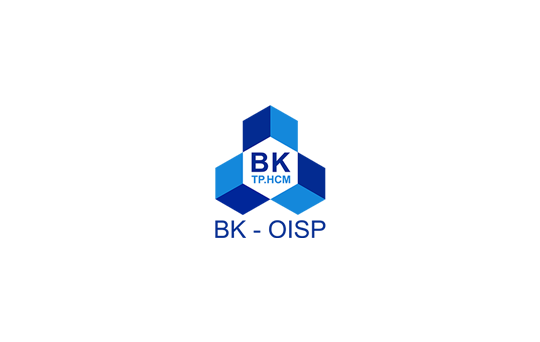 BK
TP.HCM
BK - OISP